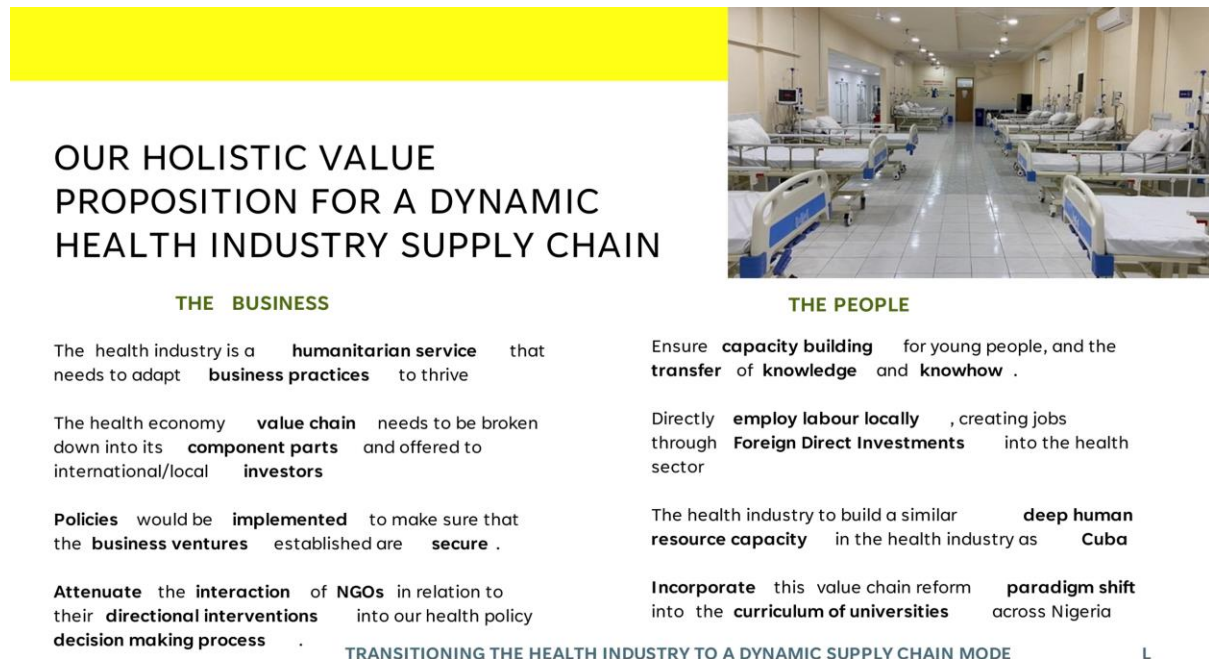 OUR HOLISTIC VALUE
PROPOSITION FOR A DYNAMIC
HEALTH INDUSTRY SUPPLY CHAIN
THE BUSINESS
The health industry is a humanitarian service that
needs to adapt business practices to thrive
The health economy value chain needs to be broken
down into its component parts and offered to
international/local investors
Policies would be implemented to make sure that
the business ventures established are secure .
Attenuate the interaction of NGOs in relation to
their directional interventions into our health policy
decision making process .
THE PEOPLE
Ensure capacity building for young people, and the
transfer of knowledge and knowhow .
Directly employ labour locally , creating jobs
through Foreign Direct Investments into the health
sector
The health industry to build a similar deep human
resource capacity in the health industry as Cuba
Incorporate this value chain reform paradigm shift
into the curriculum of universities across Nigeria
TRANSITIONING THE HEALTH INDUSTRY TO A DYNAMIC SUPPLY CHAIN MODE L